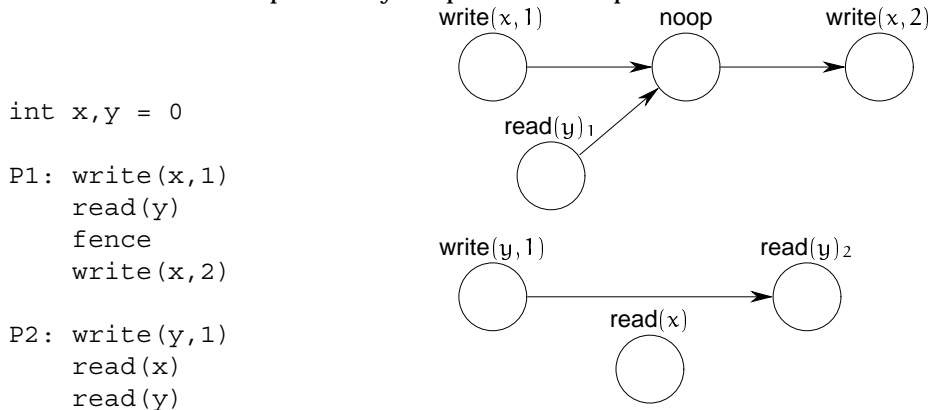 int x,y = 0
P1: write(x,1)
read(y)
fence
write(x,2)
P2: write(y,1)
read(x)
read(y)
write(x, 1)
noop
write(x, 2)
read(y)₁
write(y, 1)
read(y)₂
read(x)